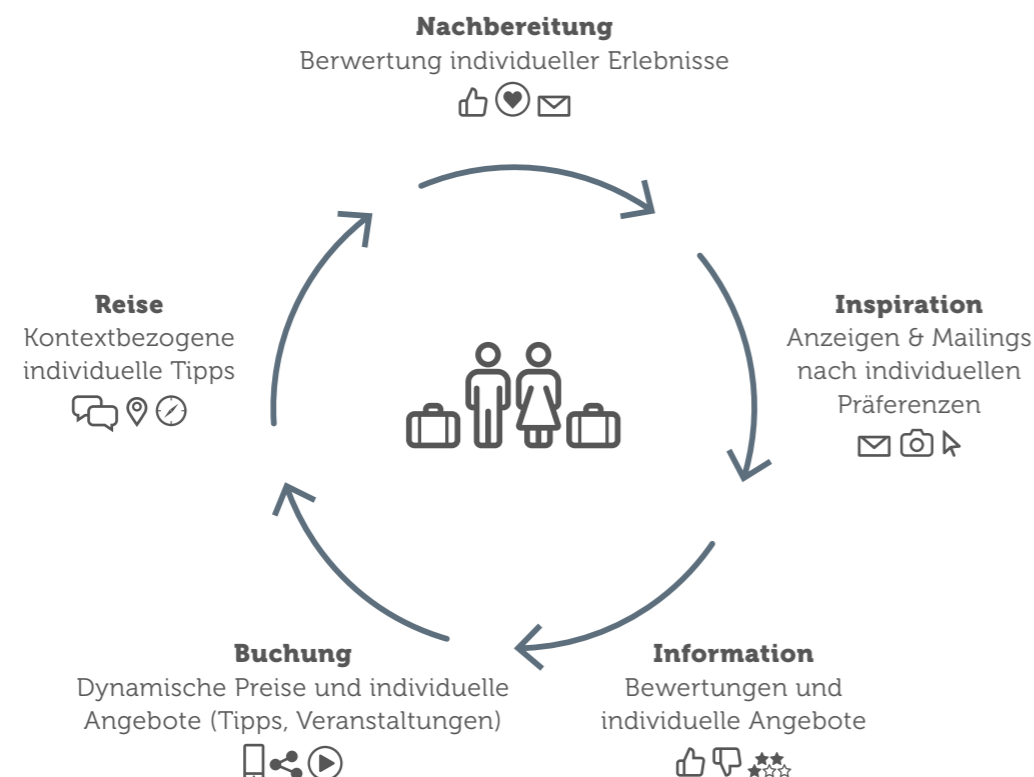 Nachbereitung
Berwertung individueller Erlebnisse
Inspiration
Anzeigen & Mailings
nach individuellen
Präferenzen
Information
Bewertungen und
individuelle Angebote
Buchung
Dynamische Preise und individuelle
Angebote (Tipps, Veranstaltungen)
Reise
Kontextbezogene
individuelle Tipps